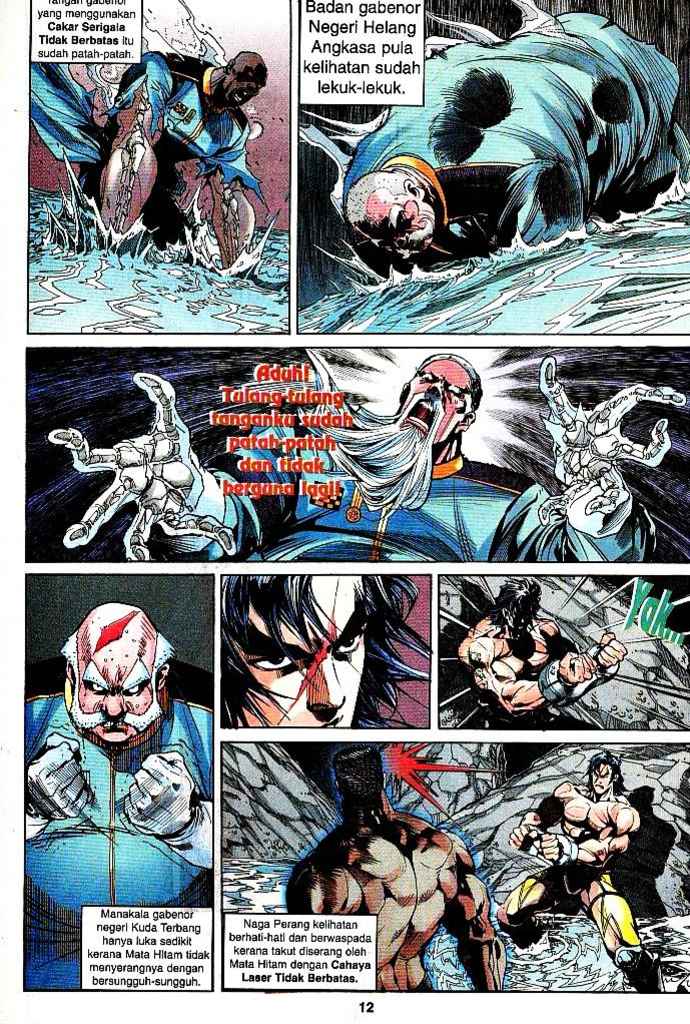 Tangan gabenor
yang menggunakan
Cakar Serigala
Tidak Berbatas itu
sudah patah-patah.
Badan gabenor
Negeri Helang
Angkasa pula
kelihatan sudah
lekuk-lekuk.
Aduh!
Tulang-tulang
tanganku sudah
patah-patah
dan tidak
berguna lagi!
Yak...
Manakala gabenor
negeri Kuda Terbang
hanya luka sadikit
kerana Mata Hitam tidak
menyerangnya dengan
bersungguh-sungguh.
Naga Perang kelihatan
berhati-hati dan berwaspada
kerana takut diserang oleh
Mata Hitam dengan Cahaya
Laser Tidak Berbatas.
12